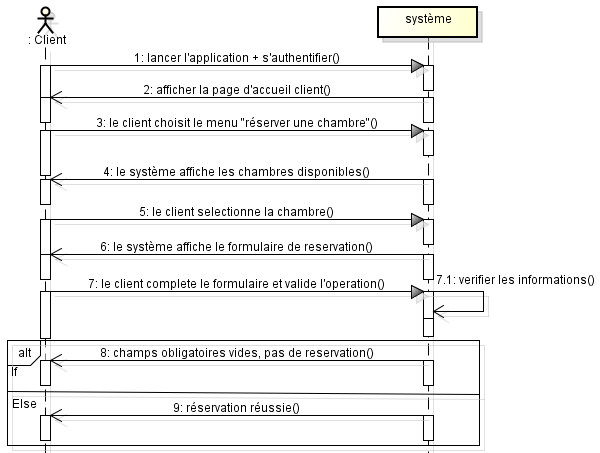 système
: Client
1: lancer l'application + s'authentifier()
2: afficher la page d'accueil client()
3: le client choisit le menu "réserver une chambre"()
4: le système affiche les chambres disponibles()
5: le client selectionne la chambre()
6: le système affiche le formulaire de reservation()
7: le client complete le formulaire et valide l'operation()
7.1: verifier les informations()
alt
If
8: champs obligatoires vides, pas de reservation()
Else
9: réservation réussie()